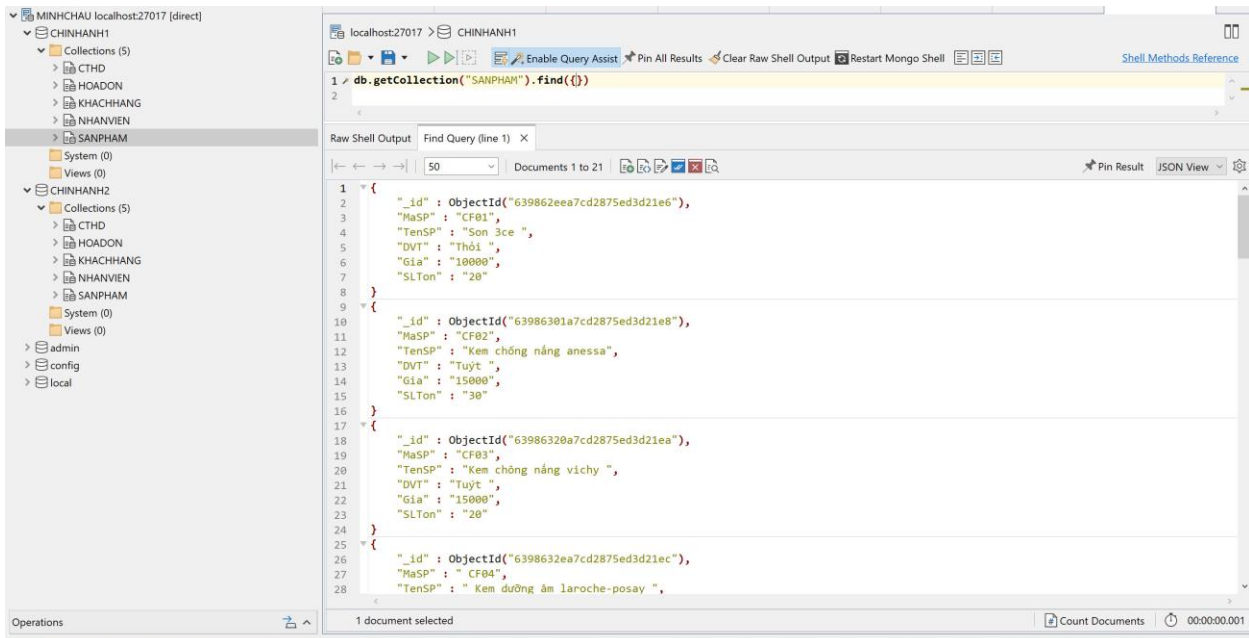 MINHCHAU localhost:27017 [direct]
CHINHANH1
Collections (5)
CTHD
HOADON
KHACHHANG
NHANVIEN
SANPHAM
System (0)
Views (0)
CHINHANH2
Collections (5)
CTHD
HOADON
KHACHHANG
NHANVIEN
SANPHAM
System (0)
Views (0)
admin
config
local
Operations
localhost:27017 > CHINHANH1
Enable Query Assist Pin All Results Clear Raw Shell Output Restart Mongo Shell Shell Methods Reference
1 db.getCollection("SANPHAM").find({})
2
Raw Shell Output Find Query (line 1) ×
50 Documents 1 to 21 Pin Result JSON View
1 {
2 "_id" : ObjectId("639862eea7cd2875ed3d21e6"),
3 "MaSP" : "CF01",
4 "TenSP" : "Son 3ce ",
5 "DVT" : "Thỏi ",
6 "Gia" : "10000",
7 "SLTon" : "20"
8 }
9 {
10 "_id" : ObjectId("63986301a7cd2875ed3d21e8"),
11 "MaSP" : "CF02",
12 "TenSP" : "Kem chống nắng anessa",
13 "DVT" : "Tuýt ",
14 "Gia" : "15000",
15 "SLTon" : "30"
16 }
17 {
18 "_id" : ObjectId("63986320a7cd2875ed3d21ea"),
19 "MaSP" : "CF03",
20 "TenSP" : "Kem chống nắng vichy ",
21 "DVT" : "Tuýt ",
22 "Gia" : "15000",
23 "SLTon" : "20"
24 }
25 {
26 "_id" : ObjectId("6398632ea7cd2875ed3d21ec"),
27 "MaSP" : " CF04",
28 "TenSP" : " Kem dưỡng ẩm laroche-posay ",
1 document selected Count Documents 00:00:00.001